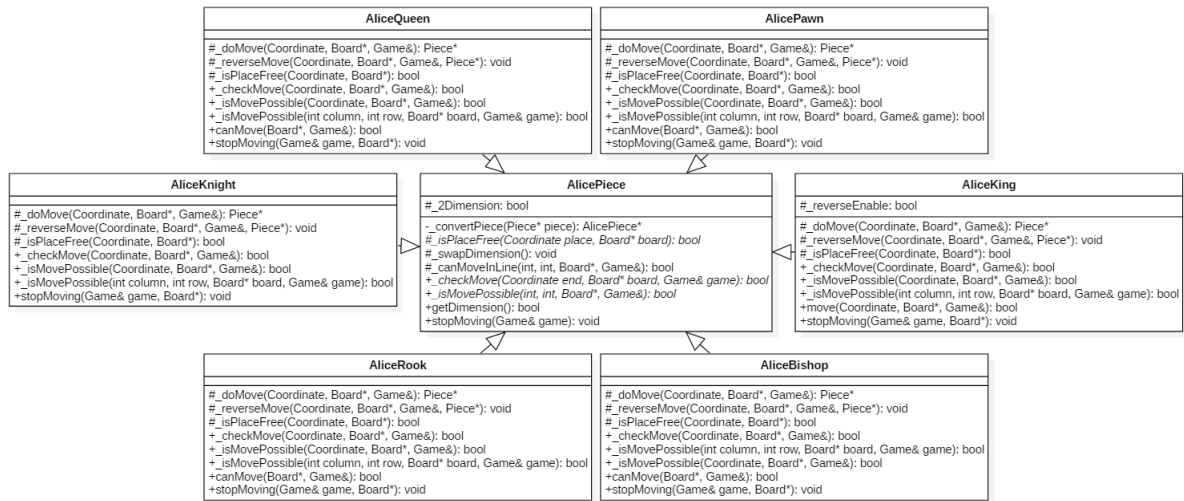 AliceQueen
#_doMove(Coordinate, Board*, Game&): Piece*
#_reverseMove(Coordinate, Board*, Game&, Piece*): void
#_isPlaceFree(Coordinate, Board*): bool
+_checkMove(Coordinate, Board*, Game&): bool
+_isMovePossible(Coordinate, Board*, Game&): bool
+_isMovePossible(int column, int row, Board* board, Game& game): bool
+canMove(Board*, Game&): bool
+stopMoving(Game& game, Board*): void
AlicePawn
#_doMove(Coordinate, Board*, Game&): Piece*
#_reverseMove(Coordinate, Board*, Game&, Piece*): void
#_isPlaceFree(Coordinate, Board*): bool
+_checkMove(Coordinate, Board*, Game&): bool
+_isMovePossible(Coordinate, Board*, Game&): bool
+_isMovePossible(int column, int row, Board* board, Game& game): bool
+canMove(Board*, Game&): bool
+stopMoving(Game& game, Board*): void
AliceKnight
#_doMove(Coordinate, Board*, Game&): Piece*
#_reverseMove(Coordinate, Board*, Game&, Piece*): void
#_isPlaceFree(Coordinate, Board*): bool
+_checkMove(Coordinate, Board*, Game&): bool
+_isMovePossible(Coordinate, Board*, Game&): bool
+_isMovePossible(int column, int row, Board* board, Game& game): bool
+stopMoving(Game& game, Board*): void
AlicePiece
#_2Dimension: bool
-_convertPiece(Piece* piece): AlicePiece*
#_isPlaceFree(Coordinate place, Board* board): bool
#_swapDimension(): void
#_canMoveInLine(int, int, Board*, Game&): bool
+_checkMove(Coordinate end, Board* board, Game& game): bool
+_isMovePossible(int, int, Board*, Game&): bool
+getDimension(): bool
+stopMoving(Game& game): void
AliceKing
#_reverseEnable: bool
#_doMove(Coordinate, Board*, Game&): Piece*
#_reverseMove(Coordinate, Board*, Game&, Piece*): void
#_isPlaceFree(Coordinate, Board*): bool
+_checkMove(Coordinate, Board*, Game&): bool
+_isMovePossible(Coordinate, Board*, Game&): bool
+_isMovePossible(int column, int row, Board* board, Game& game): bool
+move(Coordinate, Board*, Game&): bool
+stopMoving(Game& game, Board*): void
AliceRook
#_doMove(Coordinate, Board*, Game&): Piece*
#_reverseMove(Coordinate, Board*, Game&, Piece*): void
#_isPlaceFree(Coordinate, Board*): bool
+_checkMove(Coordinate, Board*, Game&): bool
+_isMovePossible(Coordinate, Board*, Game&): bool
+_isMovePossible(int column, int row, Board* board, Game& game): bool
+canMove(Board*, Game&): bool
+stopMoving(Game& game, Board*): void
AliceBishop
#_doMove(Coordinate, Board*, Game&): Piece*
#_reverseMove(Coordinate, Board*, Game&, Piece*): void
#_isPlaceFree(Coordinate, Board*): bool
+_checkMove(Coordinate, Board*, Game&): bool
+_isMovePossible(int column, int row, Board* board, Game& game): bool
+_isMovePossible(Coordinate, Board*, Game&): bool
+canMove(Board*, Game&): bool
+stopMoving(Game& game, Board*): void